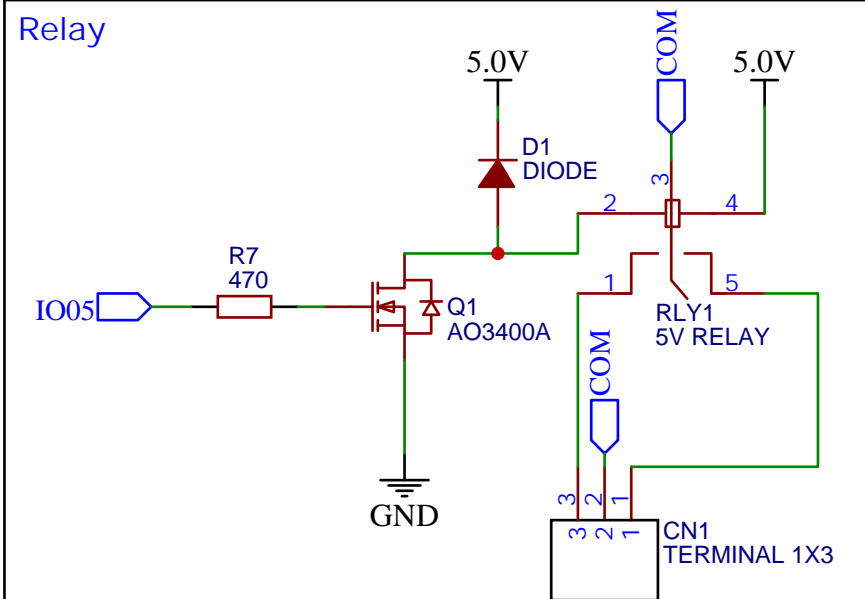 Relay
COM
5.0V
5.0V
D1
DIODE
3
2
4
R7
470
1
5
IO05
Q1
AO3400A
RLY1
5V RELAY
COM
GND
3
2
1
3
2
1
CN1
TERMINAL 1X3